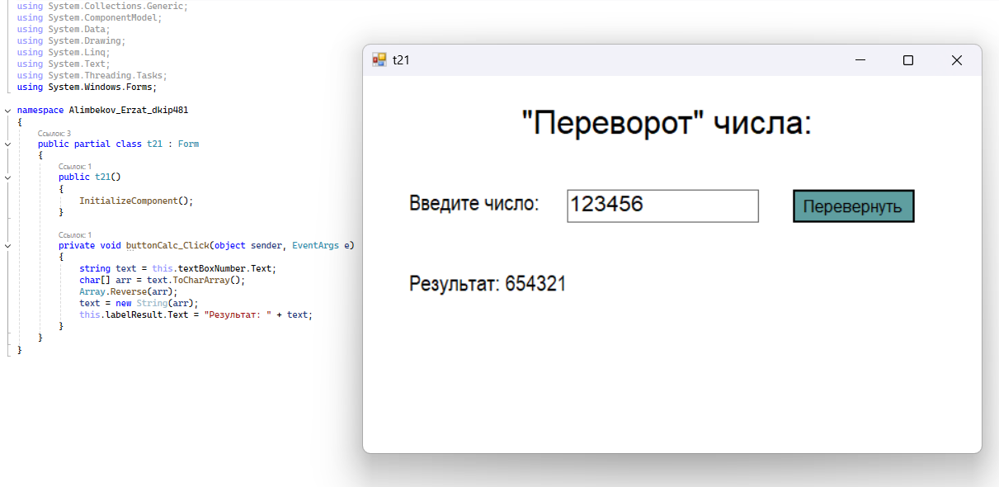 using System.Collections.Generic;
using System.ComponentModel;
using System.Data;
using System.Drawing;
using System.Linq;
using System.Text;
using System.Threading.Tasks;
using System.Windows.Forms;
namespace Alimbekov_Erzat_dkip481
{
Ссылок: 3
public partial class t21 : Form
{
Ссылок: 1
public t21()
{
InitializeComponent();
}
Ссылок: 1
private void buttonCalc_Click(object sender, EventArgs e)
{
string text = this.textBoxNumber.Text;
char[] arr = text.ToCharArray();
Array.Reverse(arr);
text = new String(arr);
this.labelResult.Text = "Результат: " + text;
}
}
}
t21
"Переворот" числа:
Введите число: 123456 Перевернуть
Результат: 654321